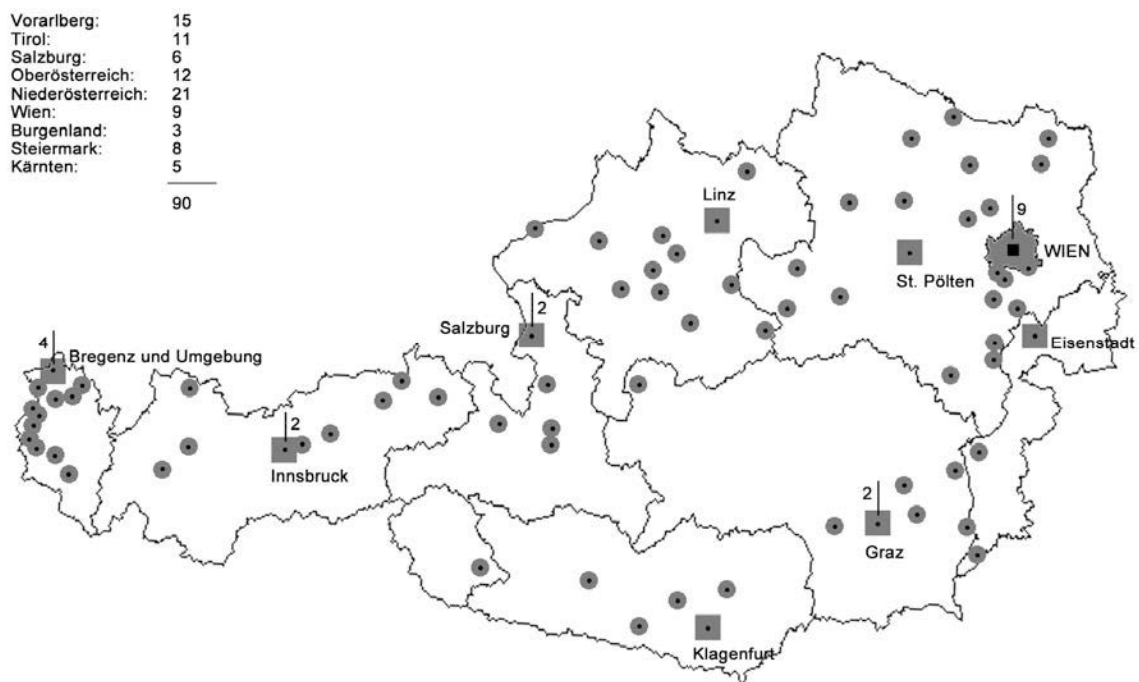 Vorarlberg: 15
Tirol: 11
Salzburg: 6
Oberösterreich: 12
Niederösterreich: 21
Wien: 9
Burgenland: 3
Steiermark: 8
Kärnten: 5
90
Linz
9
WIEN
St. Pölten
2
Salzburg
Eisenstadt
4
Bregenz und Umgebung
2
Innsbruck
2
Graz
Klagenfurt